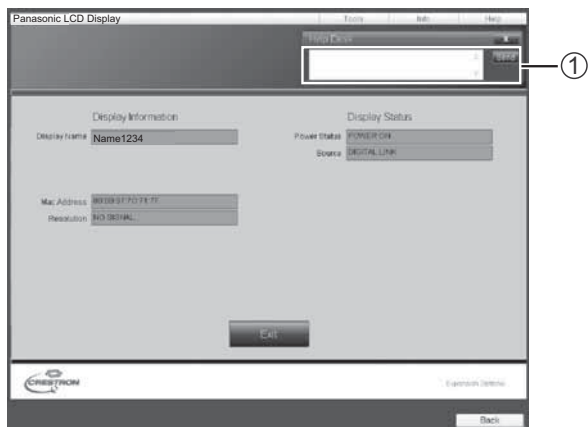 Panasonic LCD Display
Tools Info Help
Help Desk X
Send
①
Display Information Display Status
Display Name Name1234 Power Status POWER ON
Source DIGITAL LINK
Mac Address
Resolution NO SIGNAL...
Exit
CRESTRON
Back